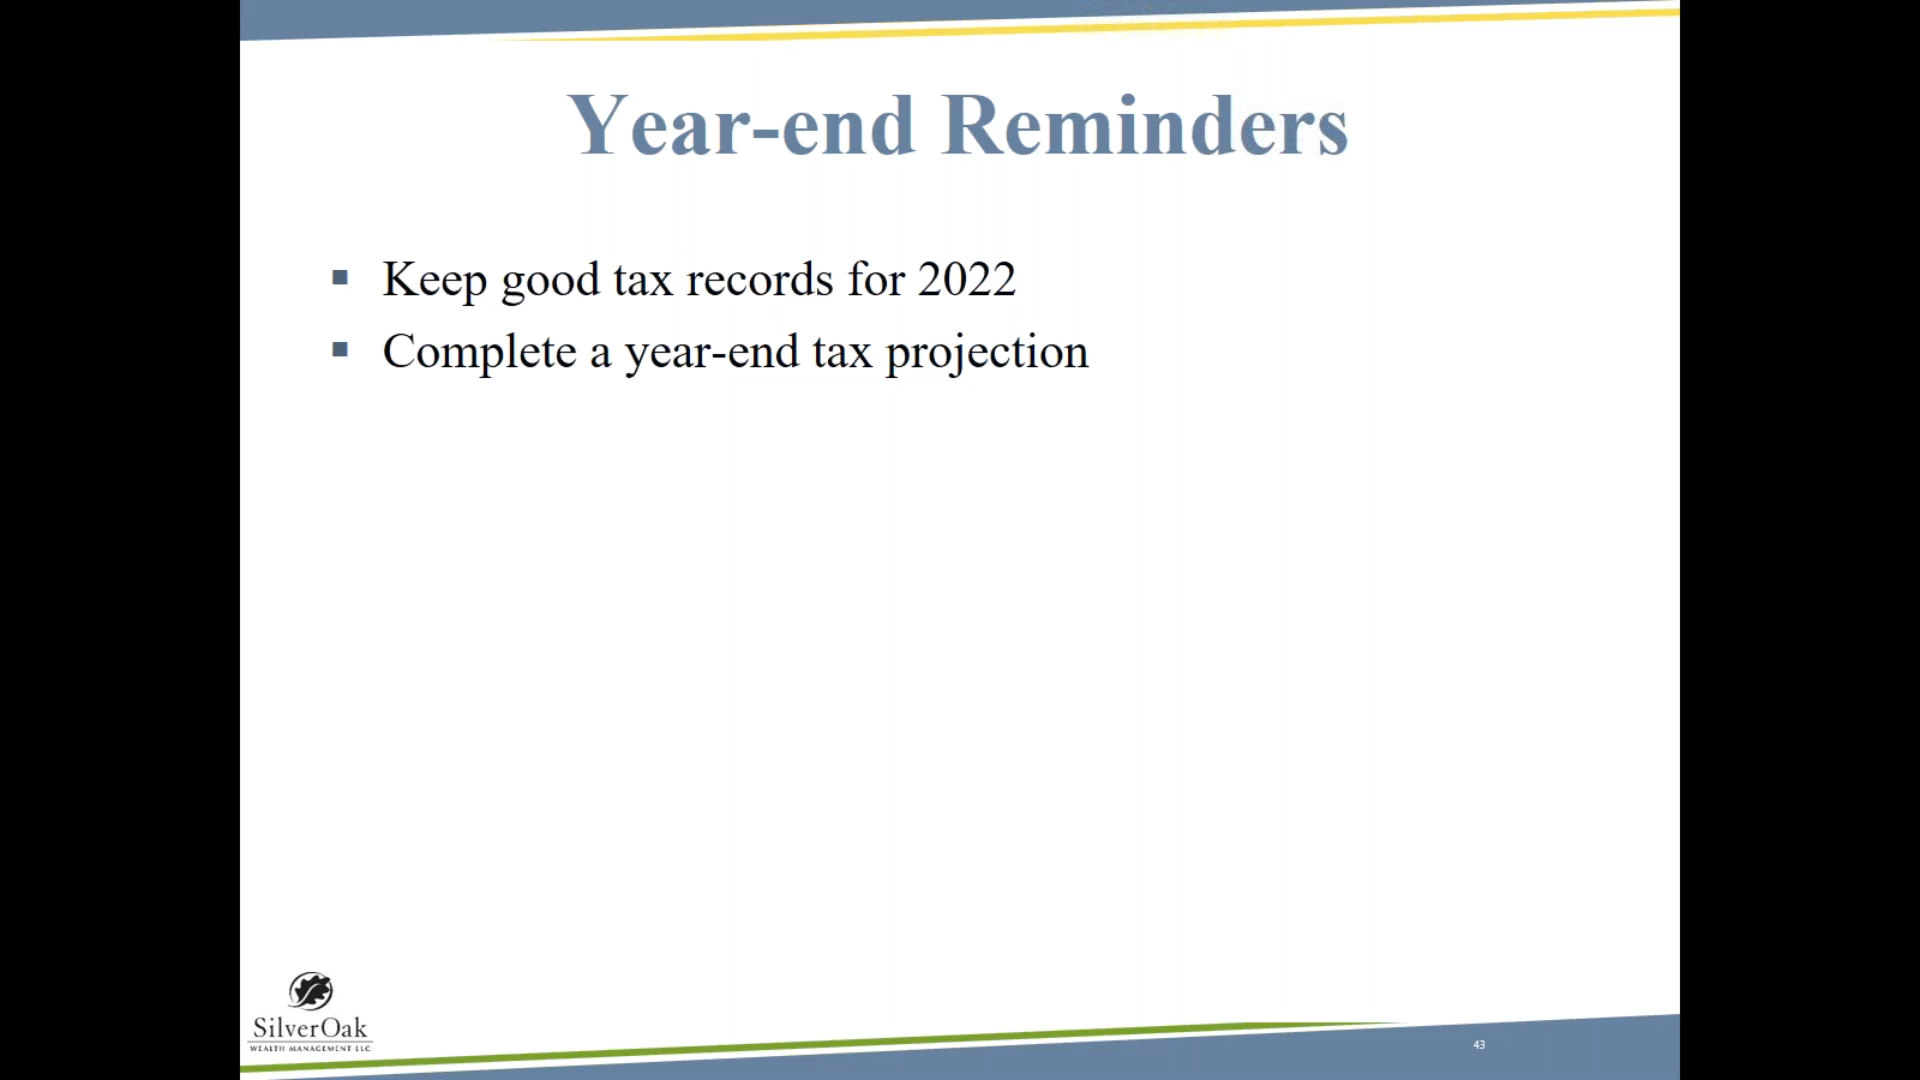 Year-end Reminders
Keep good tax records for 2022
Complete a year-end tax projection
SilverOak
WEALTH MANAGEMENT LLC
43